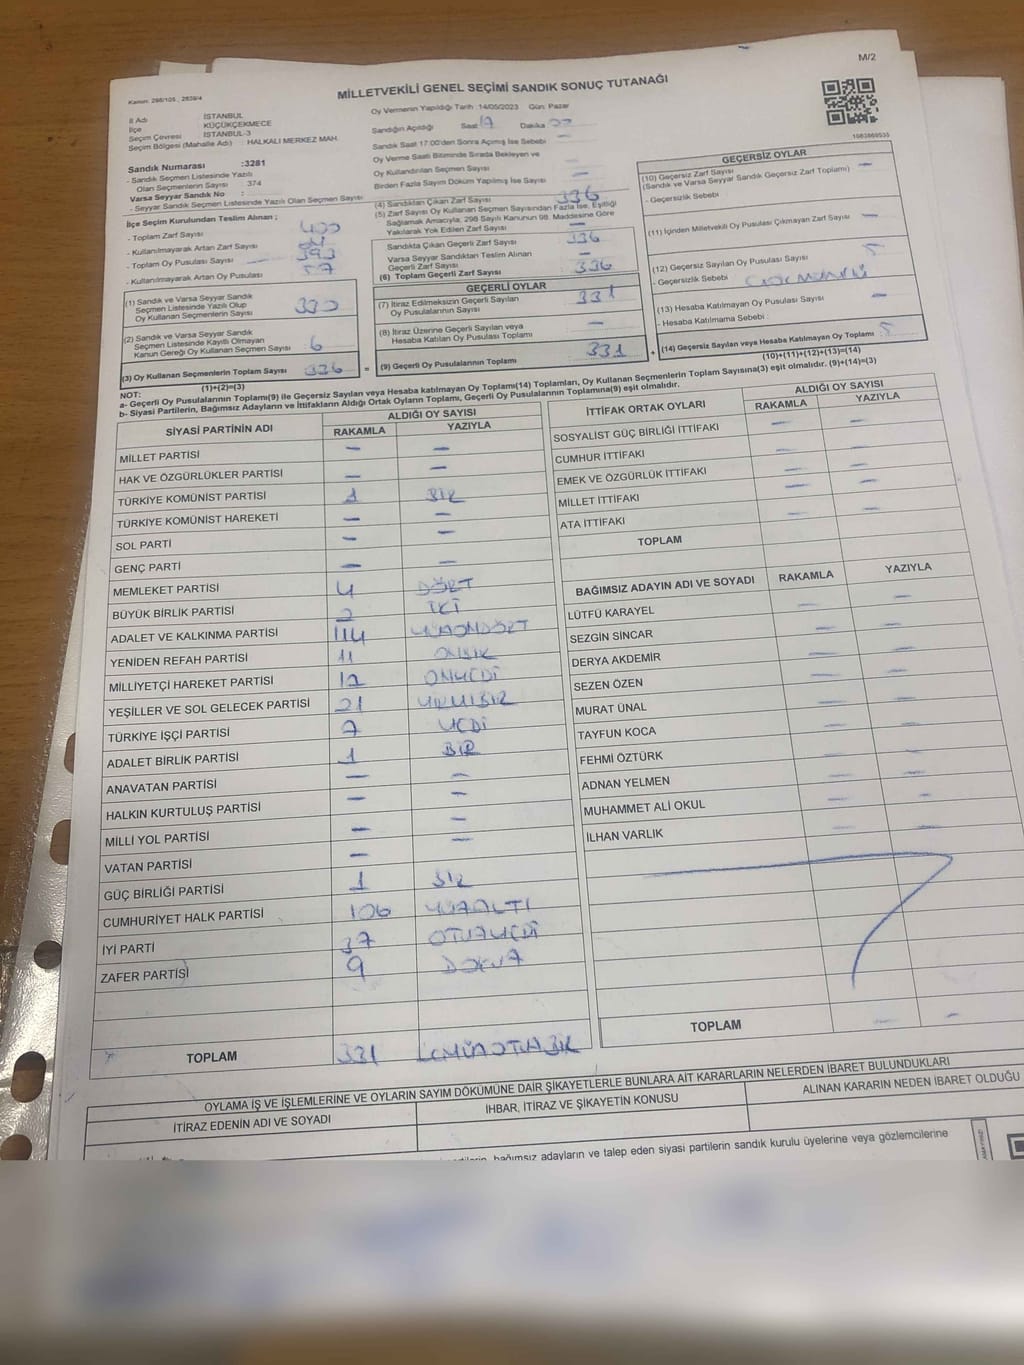 M/2
Kanun: 298/105 , 2839/4
MİLLETVEKİLİ GENEL SEÇİMİ SANDIK SONUÇ TUTANAĞI
İl Adı İSTANBUL
İlçe KÜÇÜKÇEKMECE
Seçim Çevresi İSTANBUL-3
Seçim Bölgesi (Mahalle Adı) : HALKALI MERKEZ MAH.
Sandık Numarası :3281
- Sandık Seçmen Listesinde Yazılı
Olan Seçmenlerin Sayısı : 374
Varsa Seyyar Sandık No :
- Seyyar Sandık Seçmen Listesinde Yazılı Olan Seçmen Sayısı
İlçe Seçim Kurulundan Teslim Alınan ;
- Toplam Zarf Sayısı 400
- Kullanılmayarak Artan Zarf Sayısı
- Toplam Oy Pusulası Sayısı 393
- Kullanılmayarak Artan Oy Pusulası 57
(1) Sandık ve Varsa Seyyar Sandık
Seçmen Listesinde Yazılı Olup
Oy Kullanan Seçmenlerin Sayısı 330
(2) Sandık ve Varsa Seyyar Sandık
Seçmen Listesinde Kayıtlı Olmayan
Kanun Gereği Oy Kullanan Seçmen Sayısı 6
(3) Oy Kullanan Seçmenlerin Toplam Sayısı 336
(1)+(2)=(3)
Oy Vermenin Yapıldığı Tarih :14/05/2023 Gün: Pazar
Sandığın Açıldığı Saat 17 Dakika
Sandık Saat 17:00'den Sonra Açılmış İse Sebebi —
Oy Verme Saati Bitiminde Sırada Bekleyen ve
Oy Kullandırılan Seçmen Sayısı —
Birden Fazla Sayım Döküm Yapılmış İse Sayısı —
(4) Sandıktan Çıkan Zarf Sayısı 336
(5) Zarf Sayısı Oy Kullanan Seçmen Sayısından Fazla İse, Eşitliği
Sağlamak Amacıyla, 298 Sayılı Kanunun 98. Maddesine Göre
Yakılarak Yok Edilen Zarf Sayısı —
Sandıkta Çıkan Geçerli Zarf Sayısı 336
Varsa Seyyar Sandıktan Teslim Alınan
Geçerli Zarf Sayısı —
(6) Toplam Geçerli Zarf Sayısı 336
GEÇERLİ OYLAR
(7) İtiraz Edilmeksizin Geçerli Sayılan
Oy Pusulalarının Sayısı 331
(8) İtiraz Üzerine Geçerli Sayılan veya
Hesaba Katılan Oy Pusulası Toplamı —
= (9) Geçerli Oy Pusulalarının Toplamı 331
1083869535
GEÇERSİZ OYLAR
(10) Geçersiz Zarf Sayısı
(Sandık ve Varsa Seyyar Sandık Geçersiz Zarf Toplamı) —
- Geçersizlik Sebebi
(11) İçinden Milletvekili Oy Pusulası Çıkmayan Zarf Sayısı —
(12) Geçersiz Sayılan Oy Pusulası Sayısı 5
- Geçersizlik Sebebi
(13) Hesaba Katılmayan Oy Pusulası Sayısı —
- Hesaba Katılmama Sebebi :
+ (14) Geçersiz Sayılan veya Hesaba Katılmayan Oy Toplamı 5
(10)+(11)+(12)+(13)=(14)
NOT:
a- Geçerli Oy Pusulalarının Toplamı(9) ile Geçersiz Sayılan veya Hesaba katılmayan Oy Toplamı(14) Toplamları, Oy Kullanan Seçmenlerin Toplam Sayısına(3) eşit olmalıdır. (9)+(14)=(3)
b- Siyasi Partilerin, Bağımsız Adayların ve İttifakların Aldığı Ortak Oyların Toplamı, Geçerli Oy Pusulalarının Toplamına(9) eşit olmalıdır.
SİYASİ PARTİNİN ADI ALDIĞI OY SAYISI
RAKAMLA YAZIYLA
MİLLET PARTİSİ — —
HAK VE ÖZGÜRLÜKLER PARTİSİ — —
TÜRKİYE KOMÜNİST PARTİSİ 1 BİR
TÜRKİYE KOMÜNİST HAREKETİ — —
SOL PARTİ — —
GENÇ PARTİ — —
MEMLEKET PARTİSİ 4 DÖRT
BÜYÜK BİRLİK PARTİSİ 2 İKİ
ADALET VE KALKINMA PARTİSİ 114 YÜZONDÖRT
YENİDEN REFAH PARTİSİ 11 ONBİR
MİLLİYETÇİ HAREKET PARTİSİ 17 ONYEDİ
YEŞİLLER VE SOL GELECEK PARTİSİ 21 YİRMİBİR
TÜRKİYE İŞÇİ PARTİSİ 7 YEDİ
ADALET BİRLİK PARTİSİ 1 BİR
ANAVATAN PARTİSİ — —
HALKIN KURTULUŞ PARTİSİ — —
MİLLİ YOL PARTİSİ — —
VATAN PARTİSİ — —
GÜÇ BİRLİĞİ PARTİSİ 1 BİR
CUMHURİYET HALK PARTİSİ 106 YÜZALTI
İYİ PARTİ 37 OTUZYEDİ
ZAFER PARTİSİ 9 DOKUZ
TOPLAM 331 ÜÇYÜZOTUZBİR
İTTİFAK ORTAK OYLARI ALDIĞI OY SAYISI
RAKAMLA YAZIYLA
SOSYALIST GÜÇ BİRLİĞİ İTTİFAKI — —
CUMHUR İTTİFAKI — —
EMEK VE ÖZGÜRLÜK İTTİFAKI — —
MİLLET İTTİFAKI — —
ATA İTTİFAKI — —
TOPLAM
BAĞIMSIZ ADAYIN ADI VE SOYADI RAKAMLA YAZIYLA
LÜTFÜ KARAYEL — —
SEZGİN SİNCAR — —
DERYA AKDEMİR — —
SEZEN ÖZEN — —
MURAT ÜNAL — —
TAYFUN KOCA — —
FEHMİ ÖZTÜRK — —
ADNAN YELMEN — —
MUHAMMET ALİ OKUL — —
İLHAN VARLIK — —
TOPLAM — —
OYLAMA İŞ VE İŞLEMLERİNE VE OYLARIN SAYIM DÖKÜMÜNE DAİR ŞİKAYETLERLE BUNLARA AİT KARARLARIN NELERDEN İBARET BULUNDUKLARI
İTİRAZ EDENİN ADI VE SOYADI İHBAR, İTİRAZ VE ŞİKAYETİN KONUSU ALINAN KARARIN NEDEN İBARET OLDUĞU
bağımsız adayların ve talep eden siyasi partilerin sandık kurulu üyelerine veya gözlemcilerine